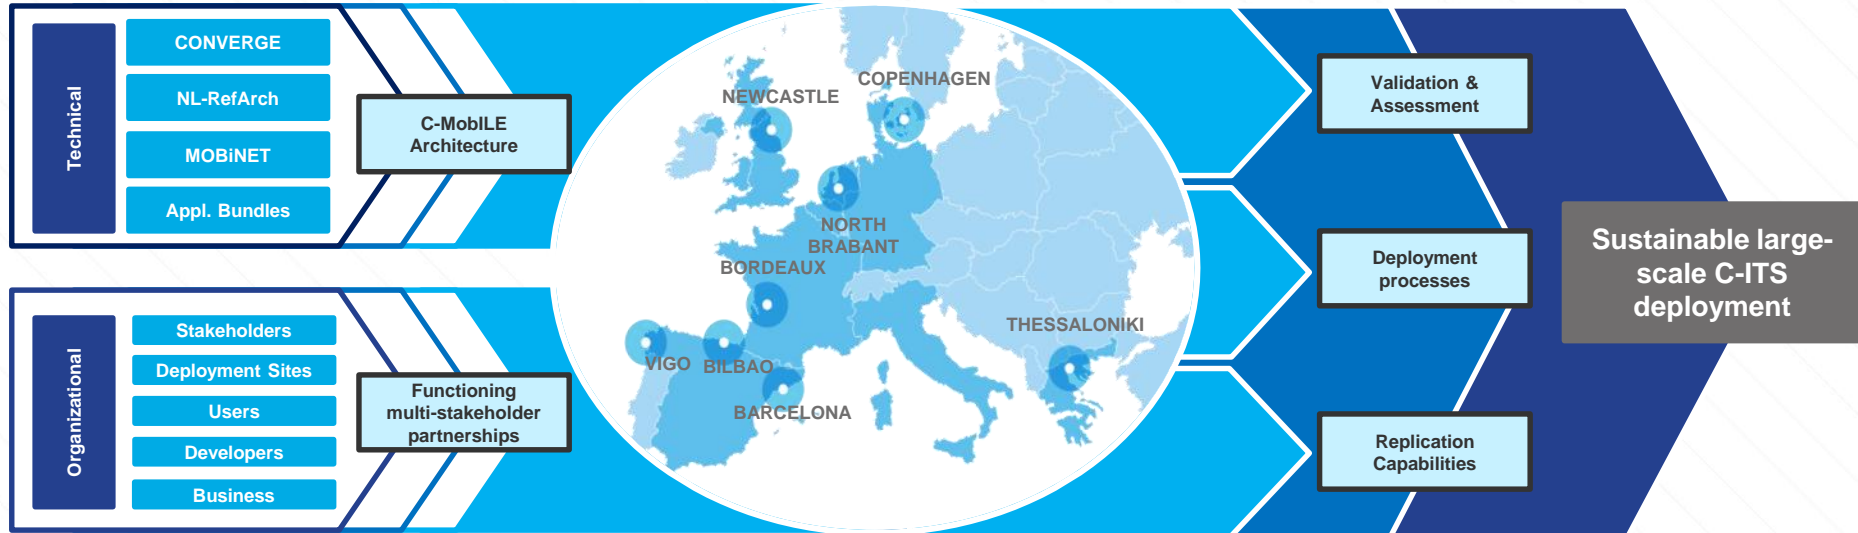 Technical
CONVERGE
NL-RefArch
MOBiNET
Appl. Bundles
C-MobILE
Architecture
Organizational
Stakeholders
Deployment Sites
Users
Developers
Business
Functioning
multi-stakeholder
partnerships
COPENHAGEN
NEWCASTLE
NORTH
BRABANT
BORDEAUX
THESSALONIKI
VIGO
BILBAO
BARCELONA
Validation &
Assessment
Deployment
processes
Replication
Capabilities
Sustainable large-
scale C-ITS
deployment